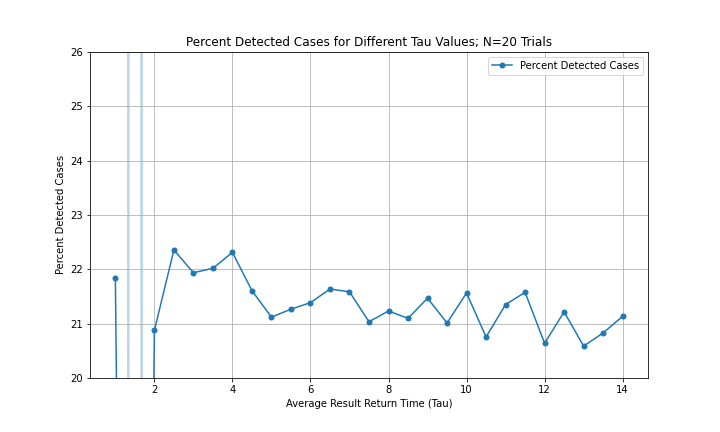 Percent Detected Cases for Different Tau Values; N=20 Trials
Percent Detected Cases
26
25
24
23
22
21
20
Percent Detected Cases
2 4 6 8 10 12 14
Average Result Return Time (Tau)